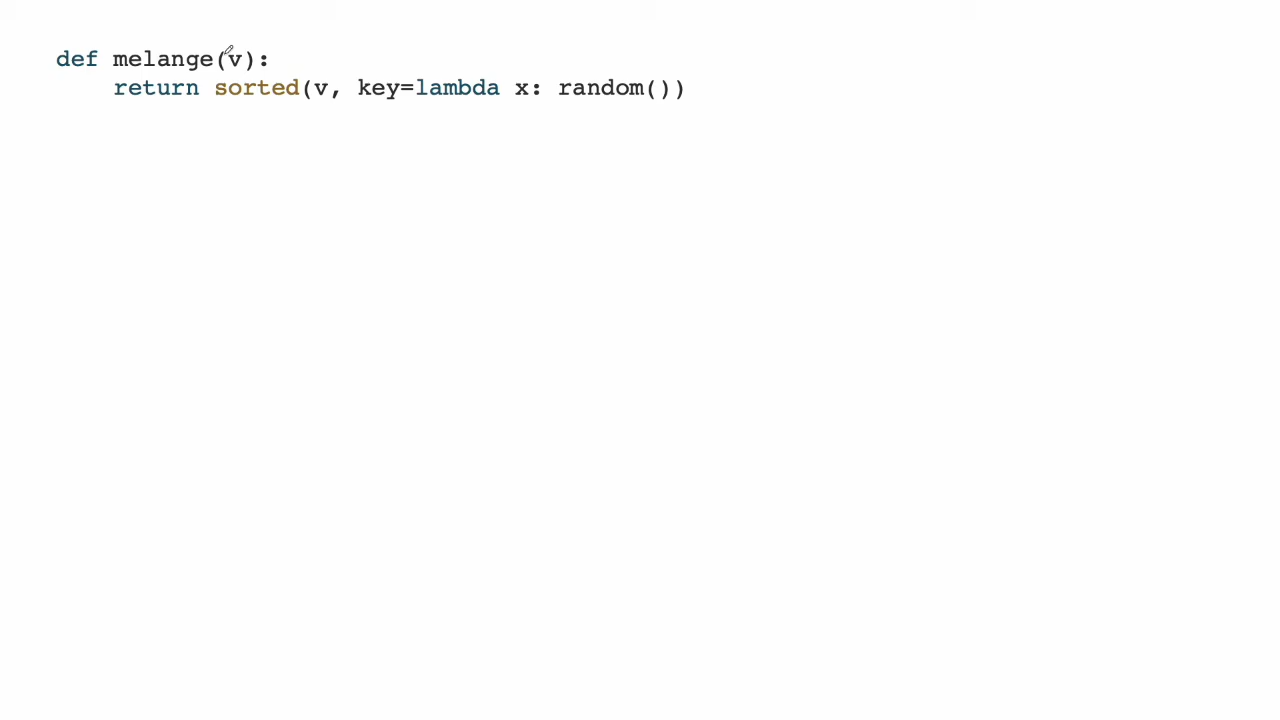 def melange(v):
    return sorted(v, key=lambda x: random())